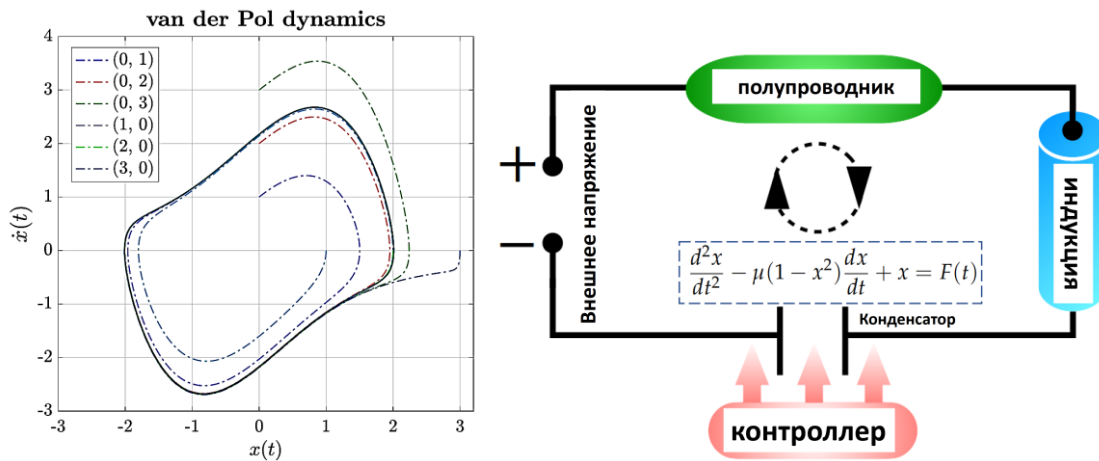 van der Pol dynamics
4
3
2
1
0
-1
-2
-3
ẋ(t)
(0, 1)
(0, 2)
(0, 3)
(1, 0)
(2, 0)
(3, 0)
-3 -2 -1 0 1 2 3
x(t)
полупроводник
+
−
Внешнее напряжение
индукция
d²x/dt² − μ(1 − x²)dx/dt + x = F(t)
Конденсатор
контроллер